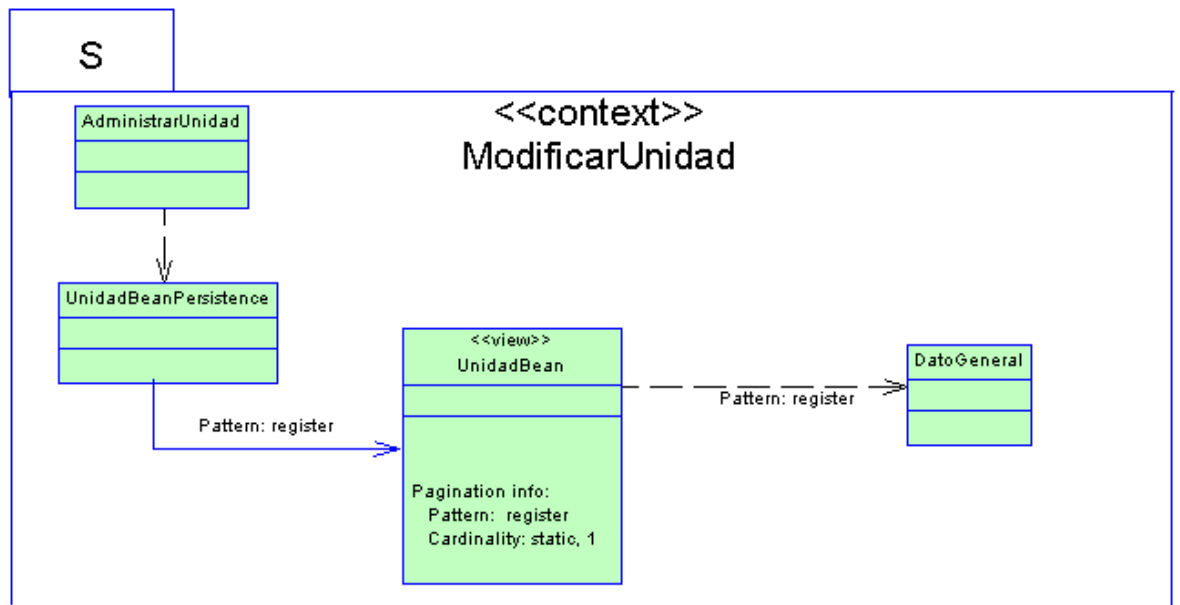 S
<<context>>
ModificarUnidad
AdministrarUnidad
UnidadBeanPersistence
Pattern: register
<<view>>
UnidadBean
Pagination info:
Pattern: register
Cardinality: static, 1
Pattern: register
DatoGeneral